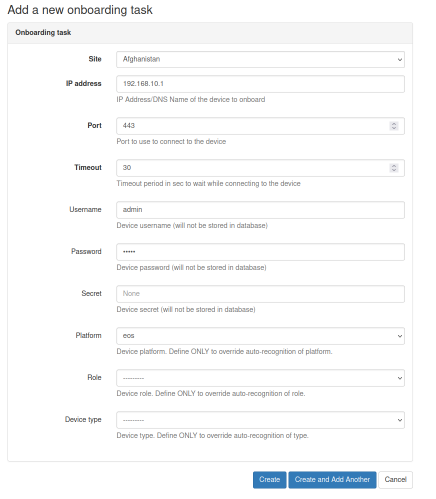 Add a new onboarding task
Onboarding task
Site
Afghanistan
IP address
192.168.10.1
IP Address/DNS Name of the device to onboard
Port
443
Port to use to connect to the device
Timeout
30
Timeout period in sec to wait while connecting to the device
Username
admin
Device username (will not be stored in database)
Password
•••••
Device password (will not be stored in database)
Secret
None
Device secret (will not be stored in database)
Platform
eos
Device platform. Define ONLY to override auto-recognition of platform.
Role
---------
Device role. Define ONLY to override auto-recognition of role.
Device type
---------
Device type. Define ONLY to override auto-recognition of type.
Create
Create and Add Another
Cancel